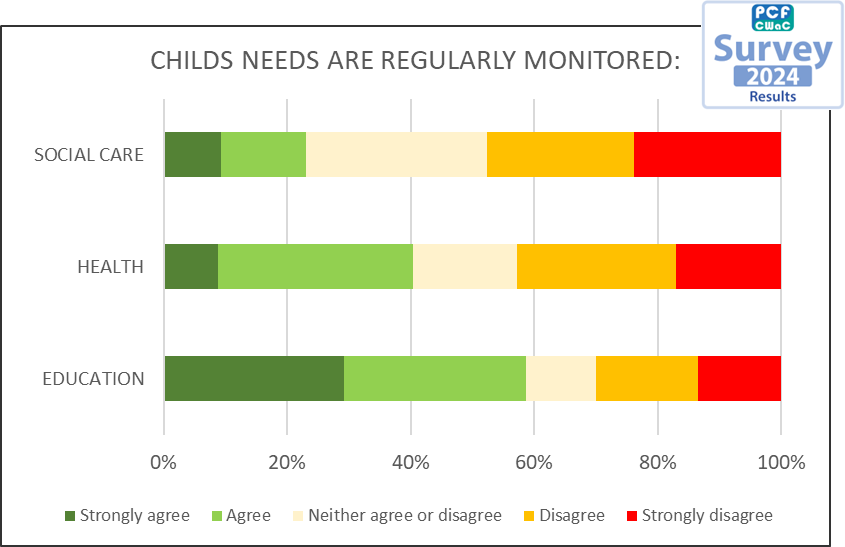 PCF
CWaC
Survey
2024
Results
CHILDS NEEDS ARE REGULARLY MONITORED:
SOCIAL CARE
HEALTH
EDUCATION
0% 20% 40% 60% 80% 100%
Strongly agree Agree Neither agree or disagree Disagree Strongly disagree